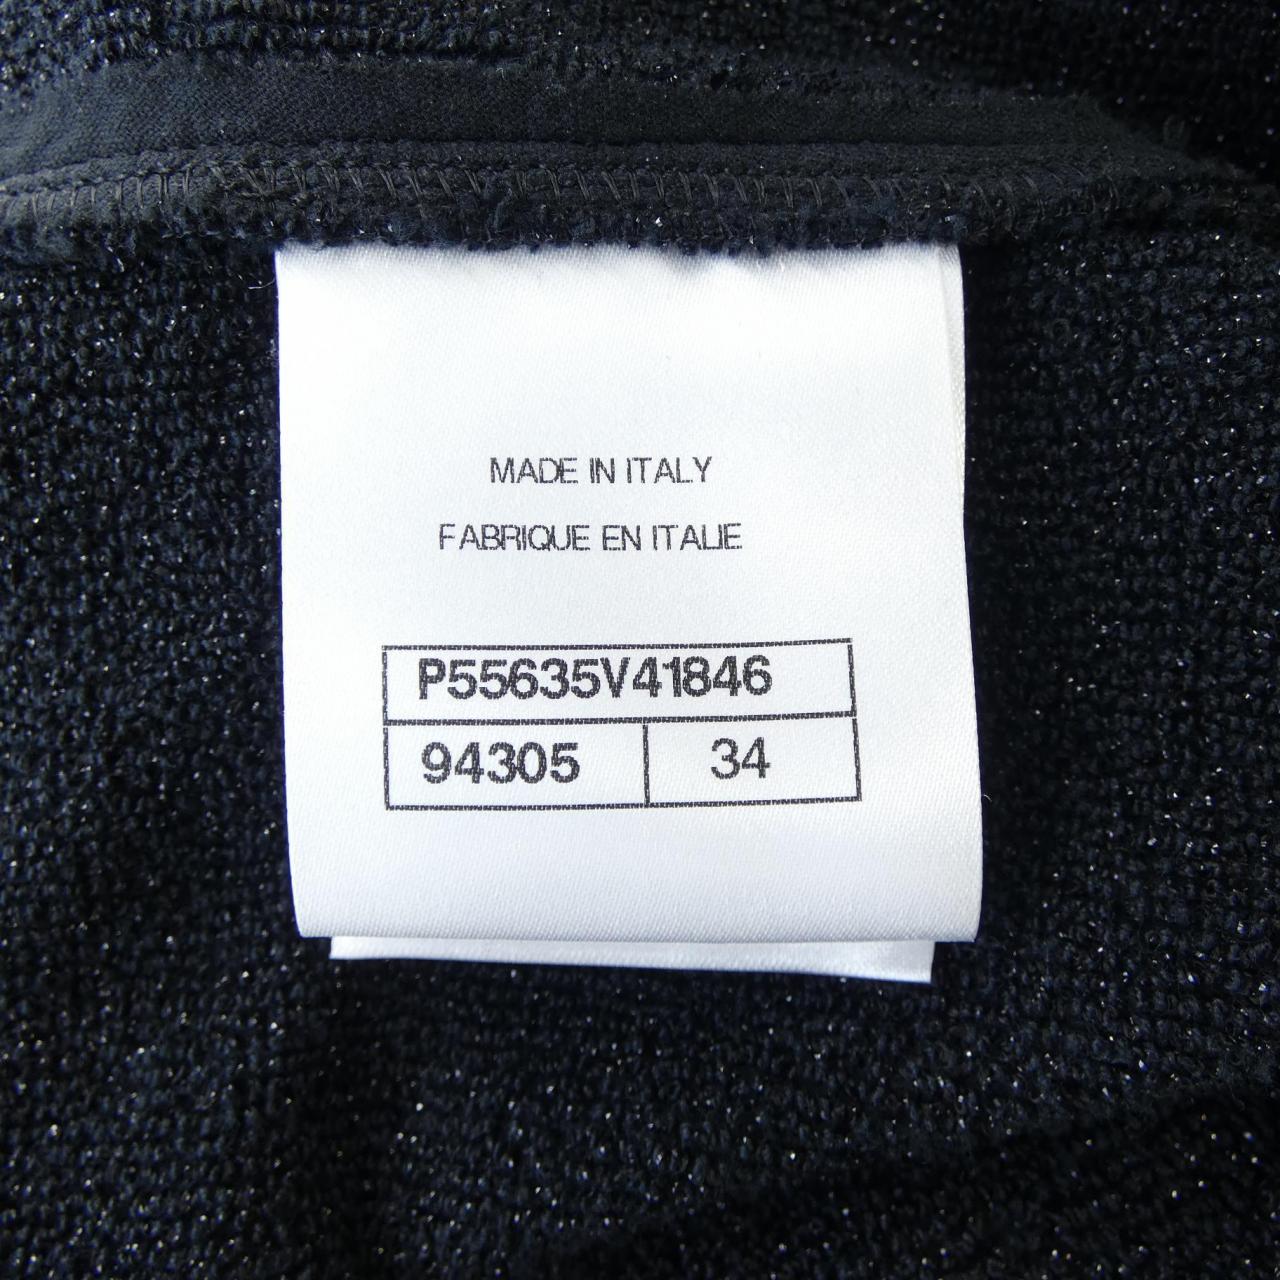 MADE IN ITALY
FABRIQUE EN ITALIE
P55635V41846
94305 34